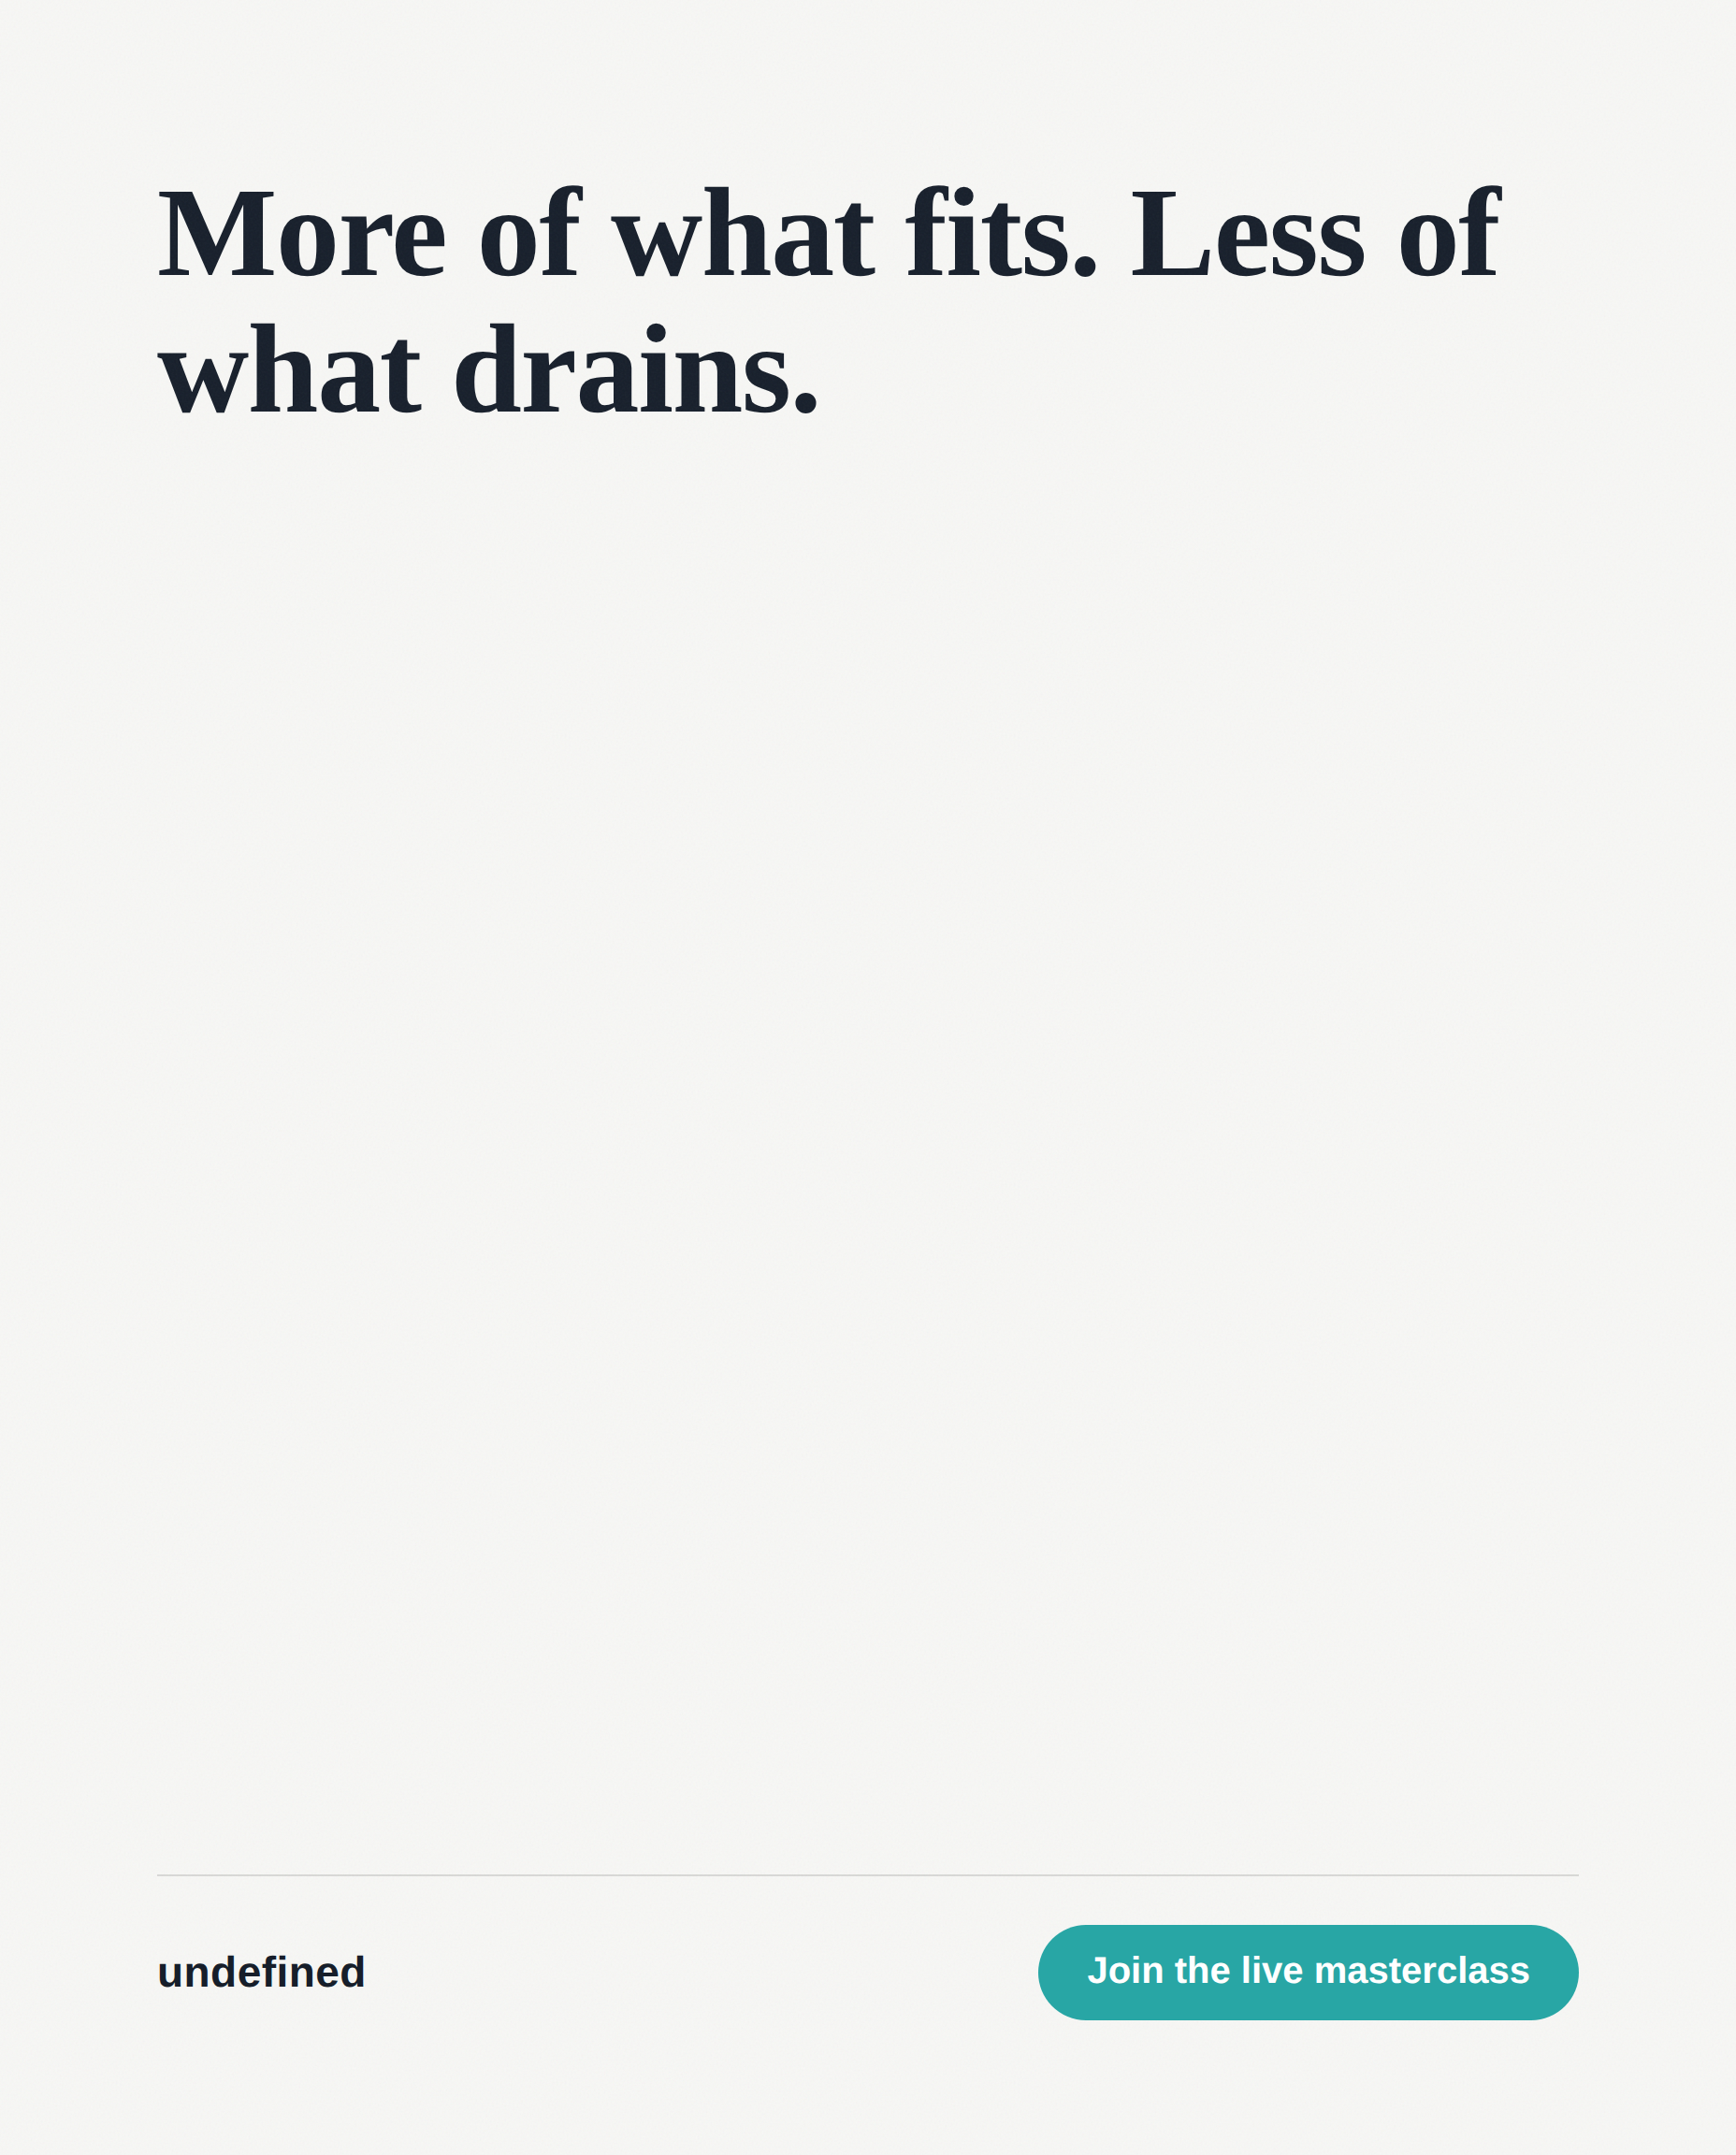 More of what fits. Less of
what drains.
undefined
Join the live masterclass